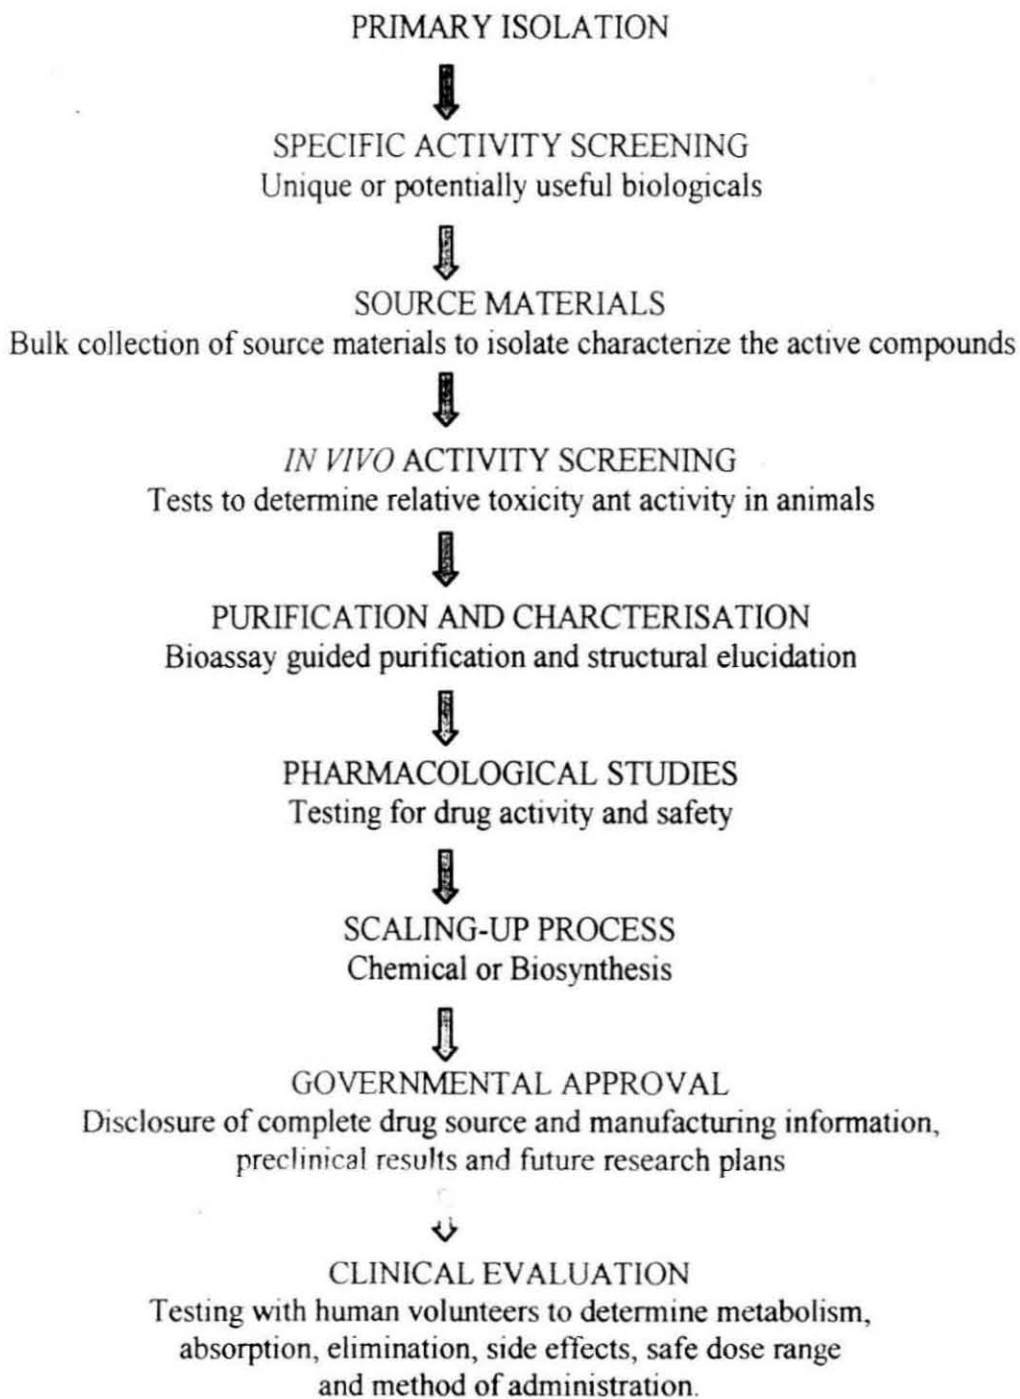 PRIMARY ISOLATION
SPECIFIC ACTIVITY SCREENING
Unique or potentially useful biologicals
SOURCE MATERIALS
Bulk collection of source materials to isolate characterize the active compounds
IN VIVO ACTIVITY SCREENING
Tests to determine relative toxicity ant activity in animals
PURIFICATION AND CHARCTERISATION
Bioassay guided purification and structural elucidation
PHARMACOLOGICAL STUDIES
Testing for drug activity and safety
SCALING-UP PROCESS
Chemical or Biosynthesis
GOVERNMENTAL APPROVAL
Disclosure of complete drug source and manufacturing information,
preclinical results and future research plans
CLINICAL EVALUATION
Testing with human volunteers to determine metabolism,
absorption, elimination, side effects, safe dose range
and method of administration.